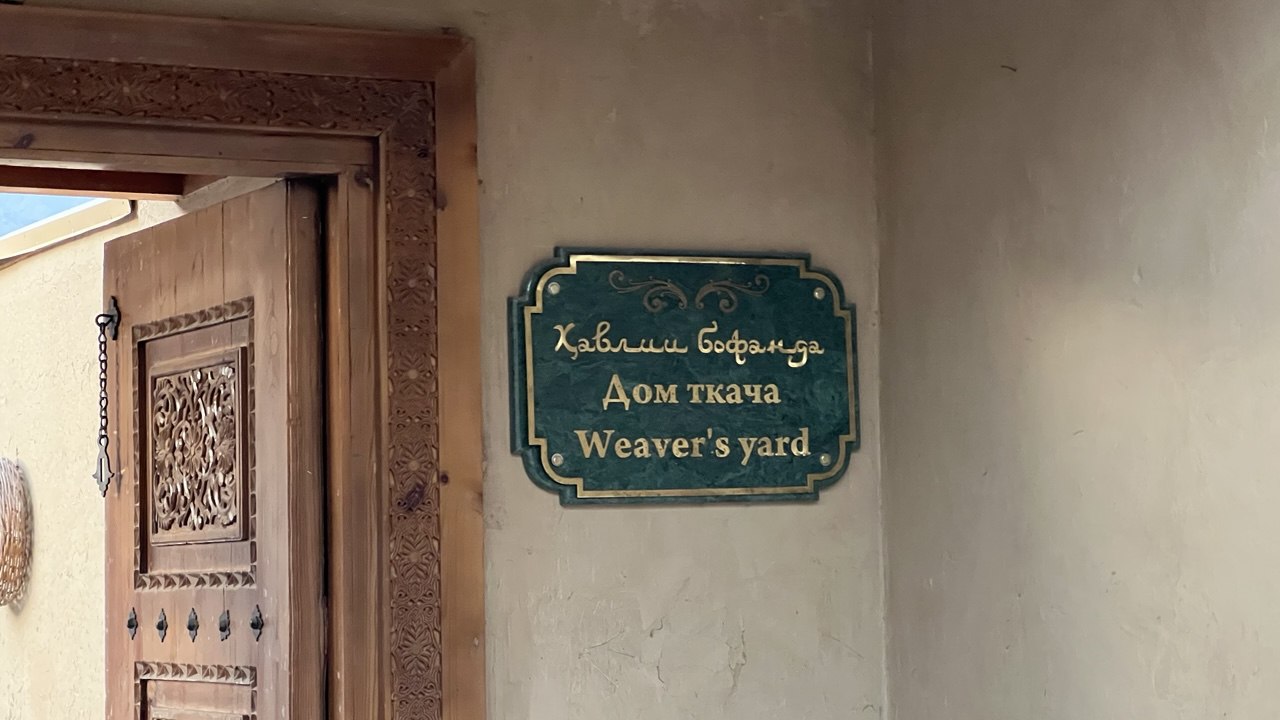 Ҳавлии бофанда
Дом ткача
Weaver's yard